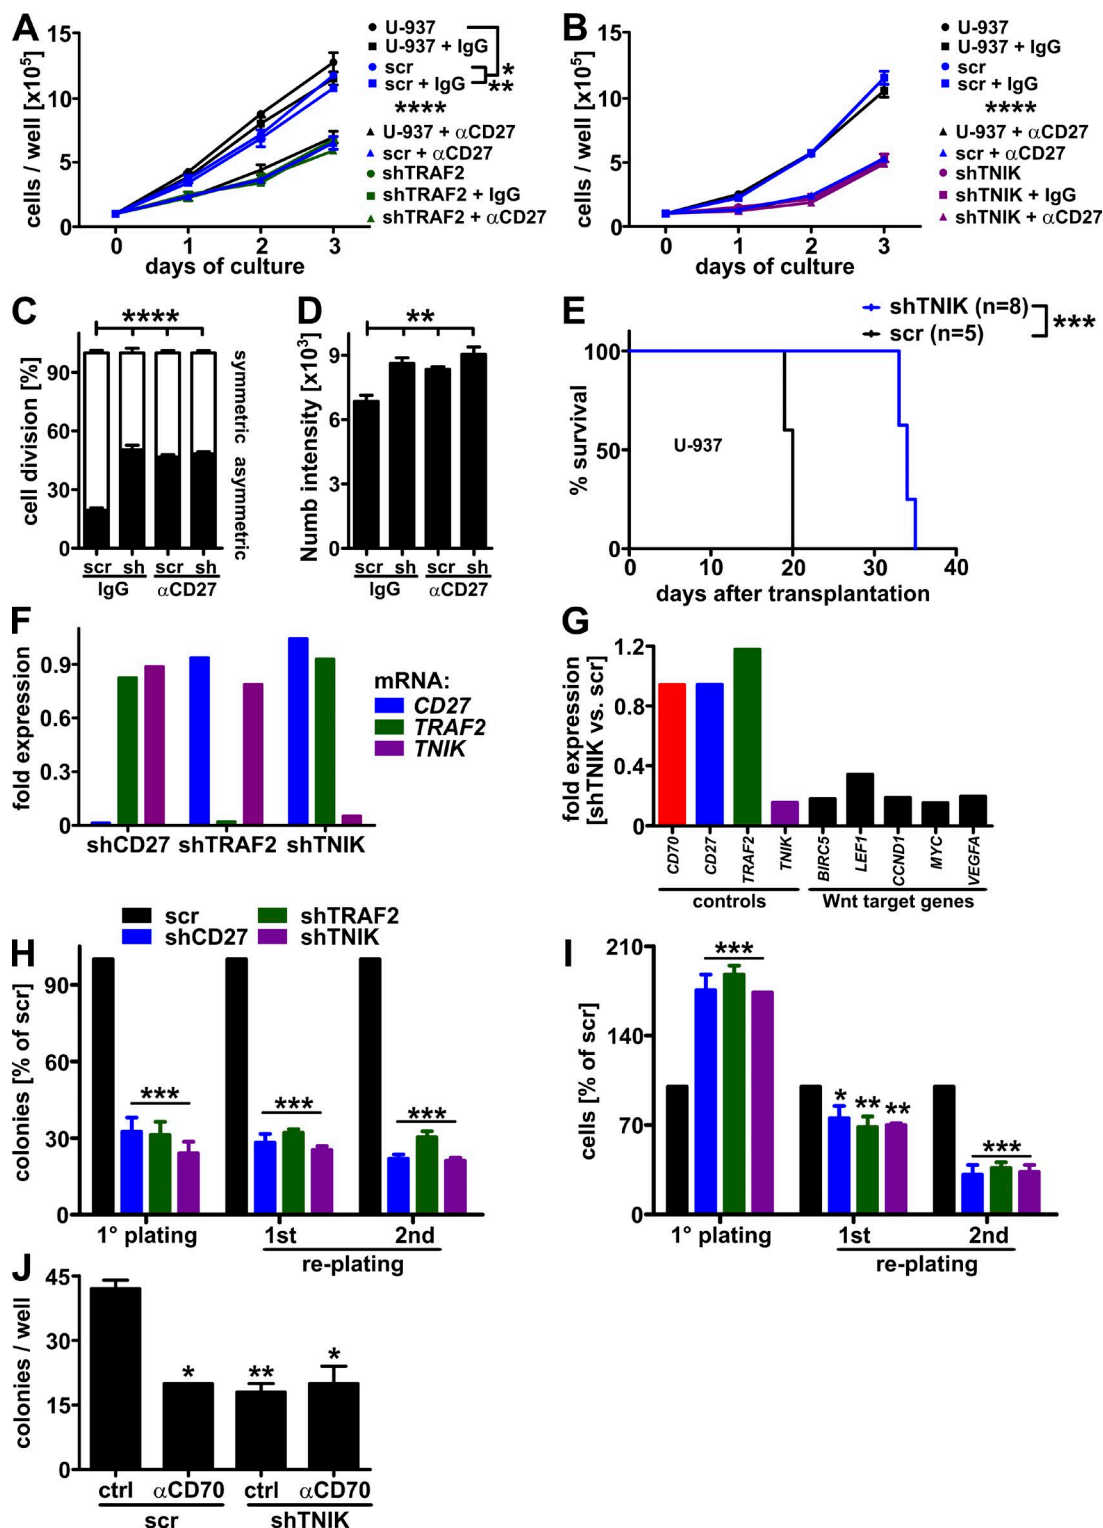 A
cells / well [x10⁵]
15
10
5
0
0 1 2 3
days of culture
U-937
U-937 + IgG
scr
scr + IgG
*
**
****
U-937 + αCD27
scr + αCD27
shTRAF2
shTRAF2 + IgG
shTRAF2 + αCD27
B
cells / well [x10⁵]
15
10
5
0
0 1 2 3
days of culture
U-937
U-937 + IgG
scr
scr + IgG
****
U-937 + αCD27
scr + αCD27
shTNIK
shTNIK + IgG
shTNIK + αCD27
C
****
cell division [%]
90
60
30
0
symmetric
asymmetric
scr sh scr sh
IgG αCD27
D
**
Numb intensity [x10³]
9
6
3
0
scr sh scr sh
IgG αCD27
E
shTNIK (n=8)
scr (n=5)
***
% survival
100
50
0
U-937
0 10 20 30 40
days after transplantation
F
fold expression
0.9
0.6
0.3
0
shCD27 shTRAF2 shTNIK
mRNA:
CD27
TRAF2
TNIK
G
fold expression
[shTNIK vs. scr]
1.2
0.8
0.4
0
CD70 CD27 TRAF2 TNIK BIRC5 LEF1 CCND1 MYC VEGFA
controls Wnt target genes
scr shTRAF2
shCD27 shTNIK
H
colonies [% of scr]
90
60
30
0
*** *** ***
1° plating 1st 2nd
re-plating
I
cells [% of scr]
210
140
70
0
***
* ** **
***
1° plating 1st 2nd
re-plating
J
colonies / well
45
30
15
0
* ** *
ctrl αCD70 ctrl αCD70
scr shTNIK